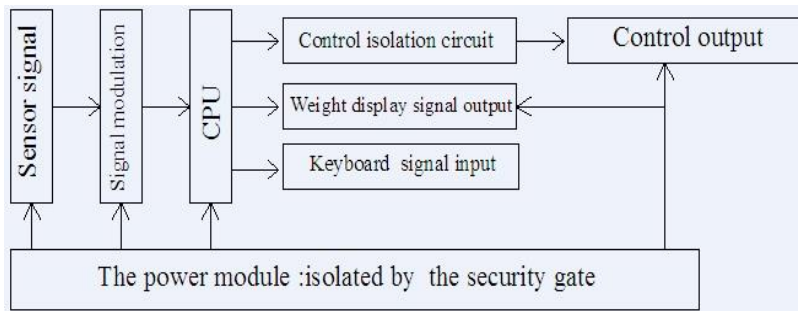 Sensor signal
Signal modulation
CPU
Control isolation circuit
Control output
Weight display signal output
Keyboard signal input
The power module :isolated by the security gate